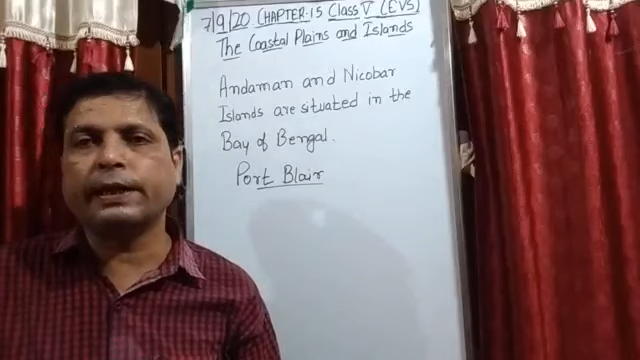 7/9/20 CHAPTER-15 Class V (EVS)
The Coastal Plains and Islands
Andaman and Nicobar
Islands are situated in the
Bay of Bengal.
Port Blair